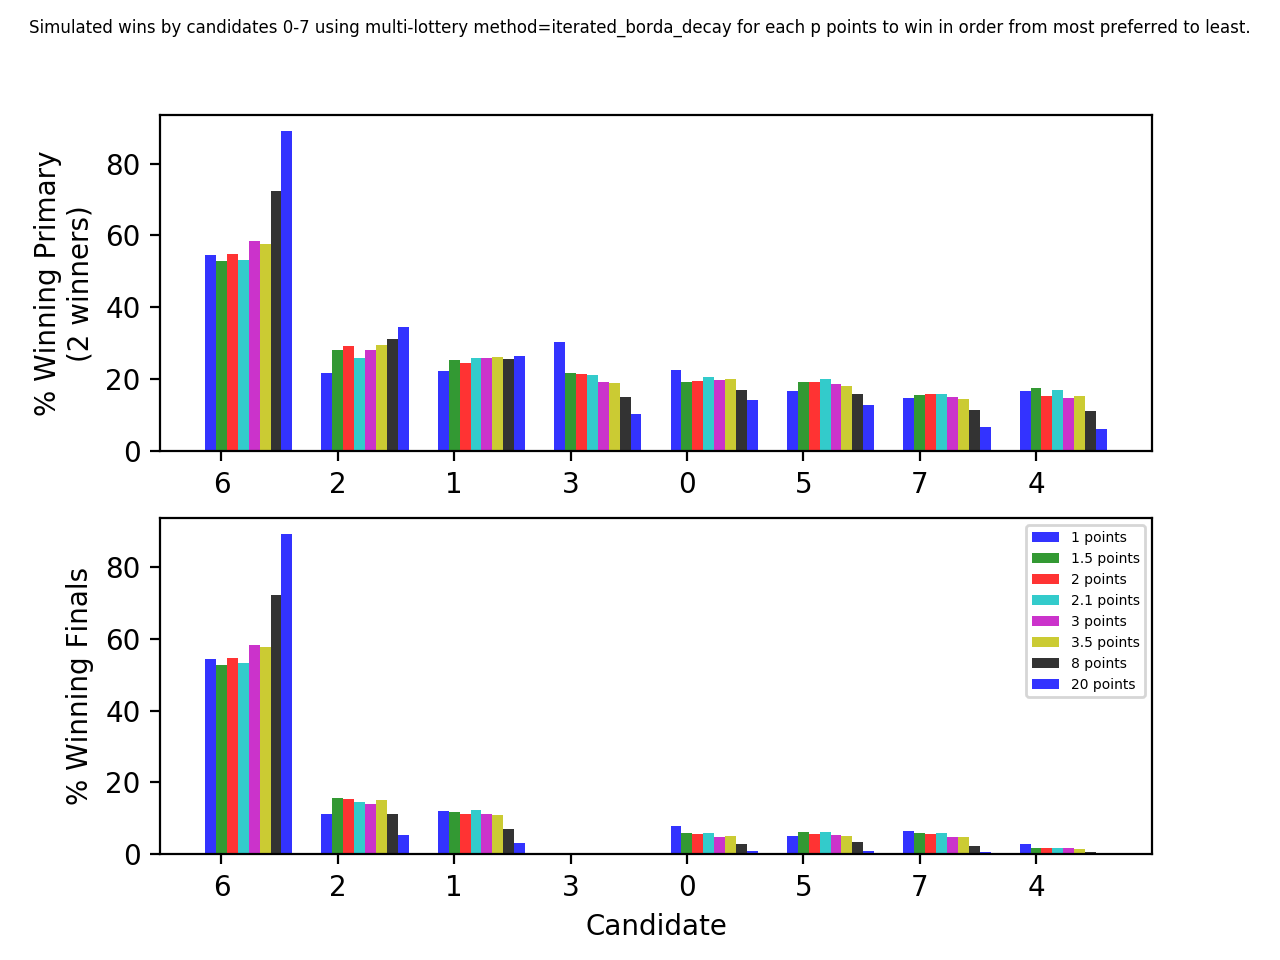 Simulated wins by candidates 0-7 using multi-lottery method=iterated_borda_decay for each p points to win in order from most preferred to least.
% Winning Primary
(2 winners)
80
60
40
20
0
6 2 1 3 0 5 7 4
% Winning Finals
80
60
40
20
0
1 points
1.5 points
2 points
2.1 points
3 points
3.5 points
8 points
20 points
6 2 1 3 0 5 7 4
Candidate